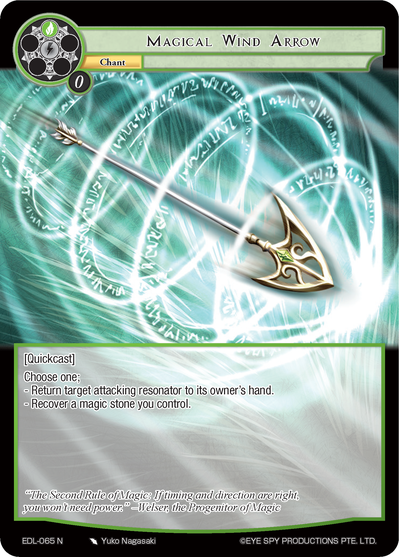 Magical Wind Arrow
Chant
0
[Quickcast]
Choose one;
- Return target attacking resonator to its owner's hand.
- Recover a magic stone you control.
"The Second Rule of Magic: If timing and direction are right,
you won't need power." –Welser, the Progenitor of Magic
EDL-065 N Yuko Nagasaki ©EYE SPY PRODUCTIONS PTE. LTD.